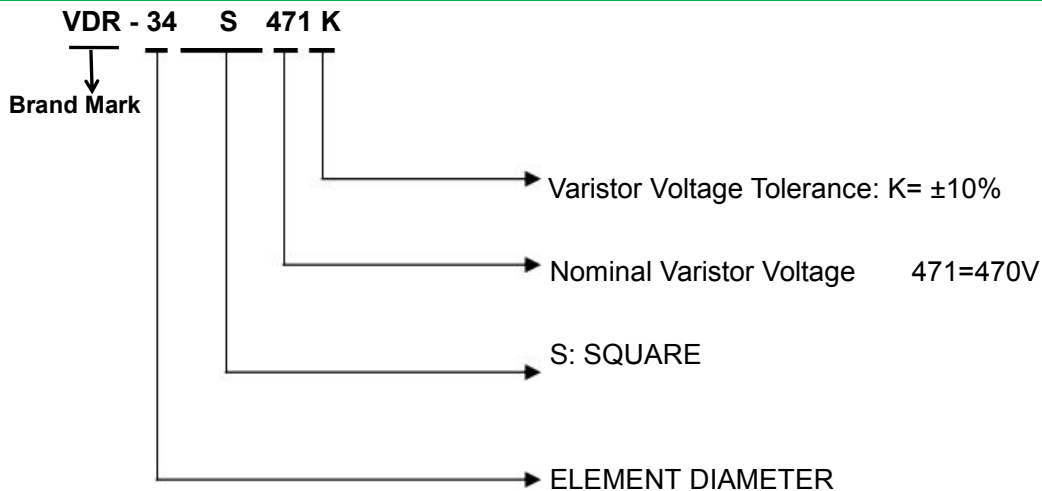 VDR - 34 S 471 K
Brand Mark
Varistor Voltage Tolerance: K= ±10%
Nominal Varistor Voltage 471=470V
S: SQUARE
ELEMENT DIAMETER